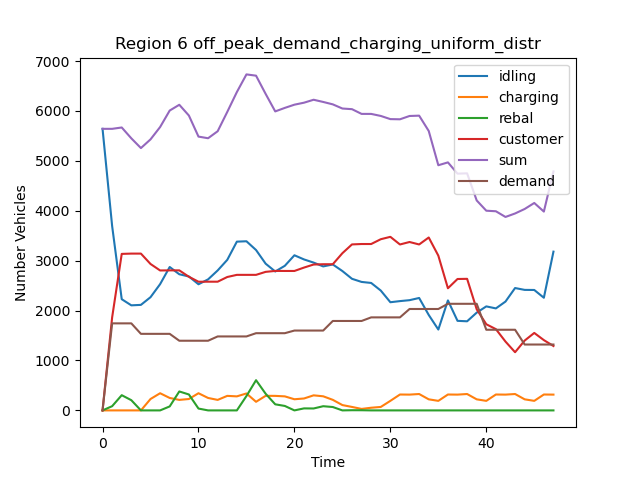 Region 6 off_peak_demand_charging_uniform_distr
7000
6000
5000
4000
3000
2000
1000
0
Number Vehicles
idling
charging
rebal
customer
sum
demand
0
10
20
30
40
Time